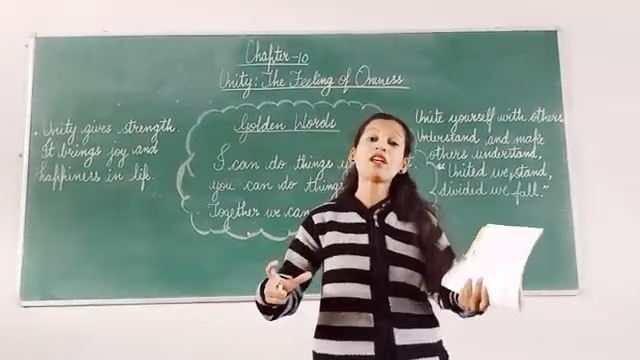 Chapter-10
Unity: The Feeling of Oneness
Unity gives strength.
It brings joy and
happiness in life.
Golden Words
I can do things
you can do things
Together we can
Unite yourself with others
Understand and make
others understand,
"United we stand,
divided we fall."